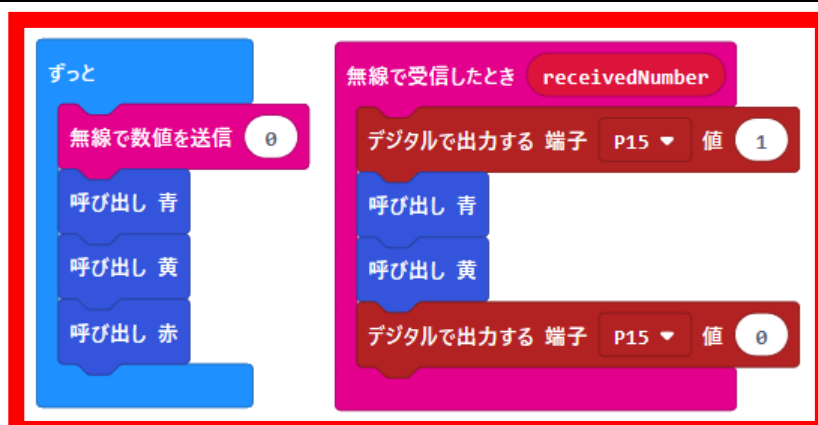 ずっと
無線で数値を送信 0
呼び出し 青
呼び出し 黄
呼び出し 赤
無線で受信したとき receivedNumber
デジタルで出力する 端子 P15 値 1
呼び出し 青
呼び出し 黄
デジタルで出力する 端子 P15 値 0